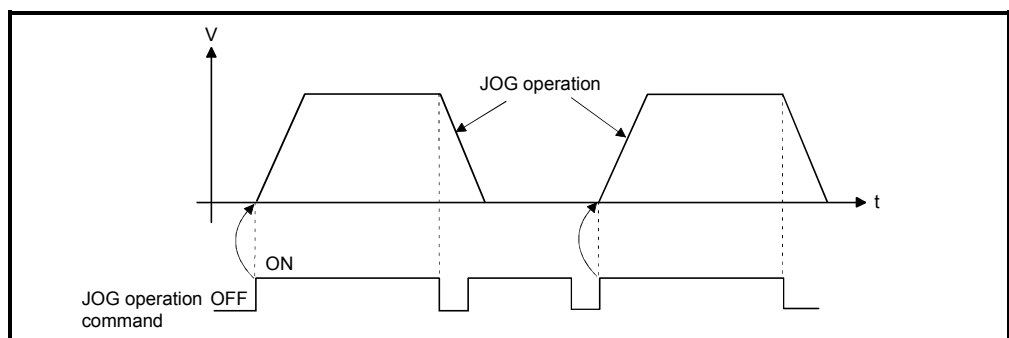 V
JOG operation
t
ON
JOG operation OFF
command